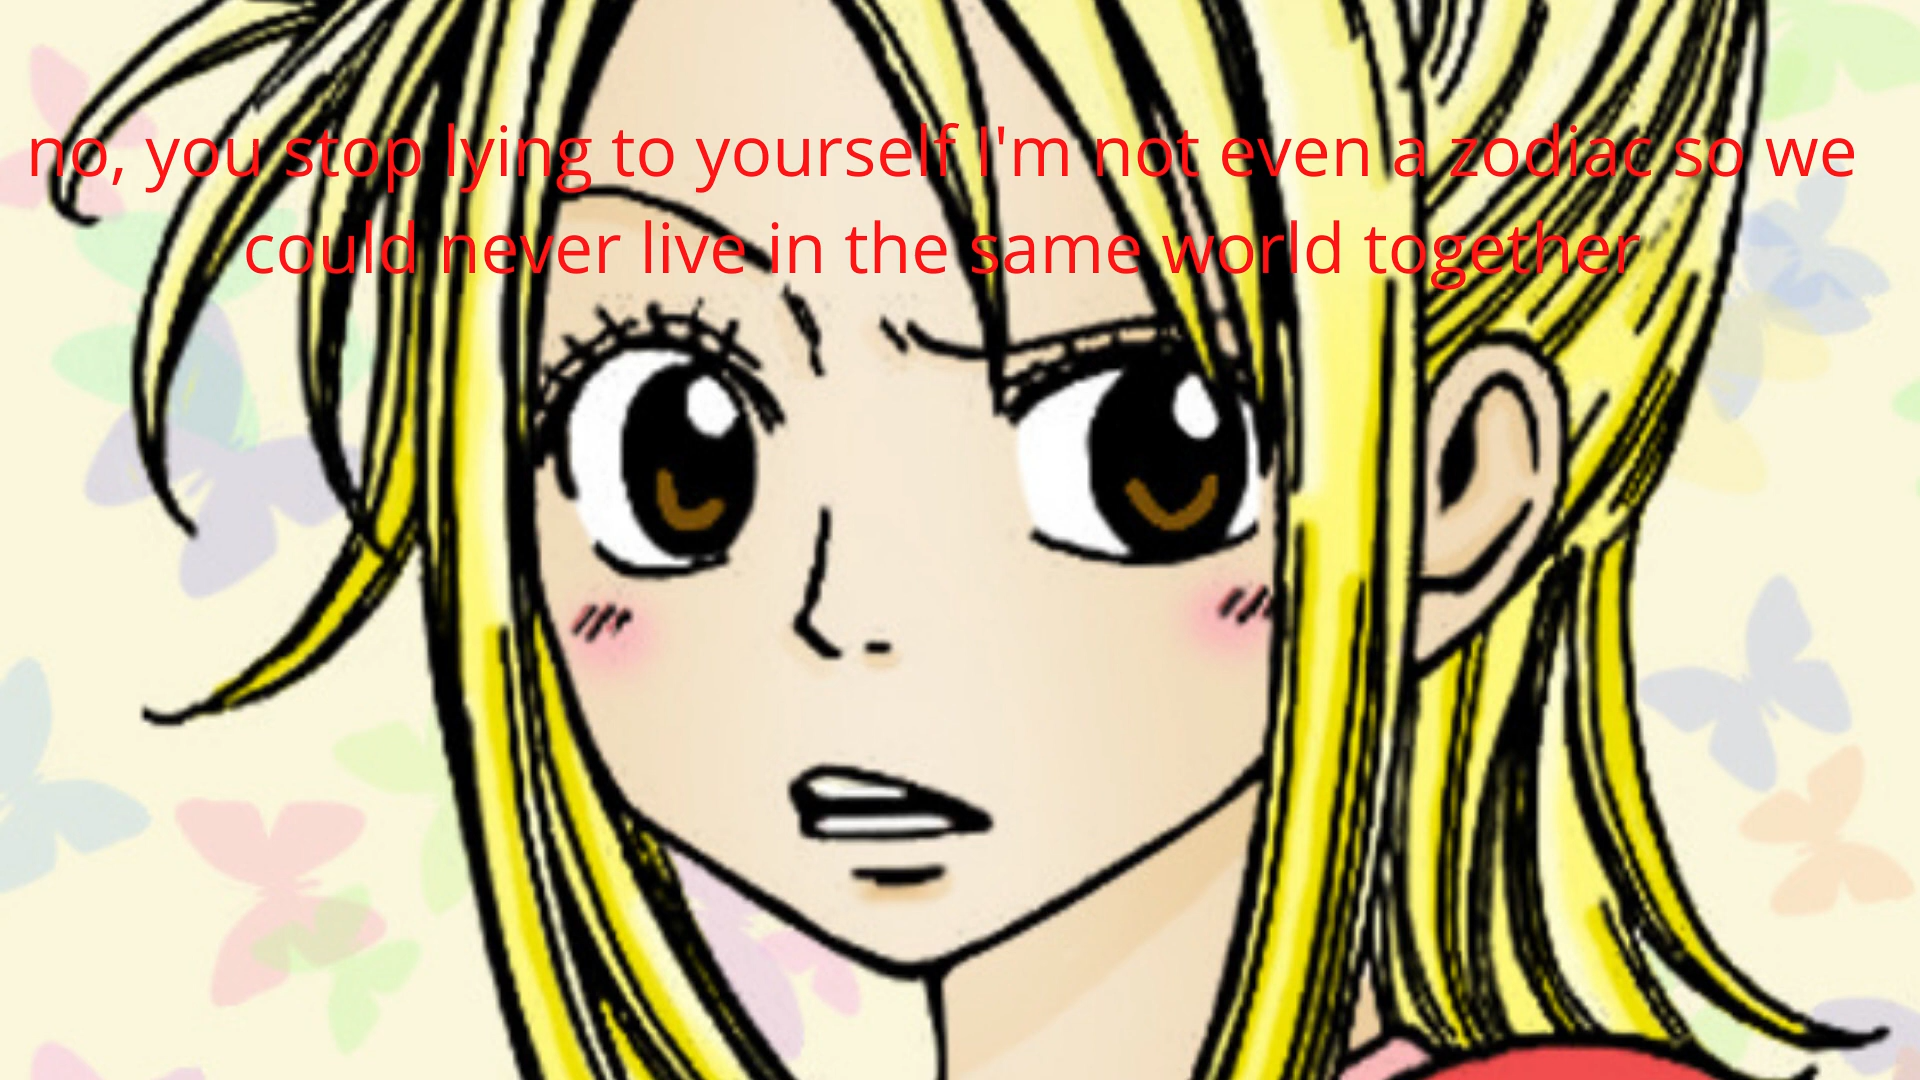 no, you stop lying to yourself I'm not even a zodiac so we
could never live in the same world together